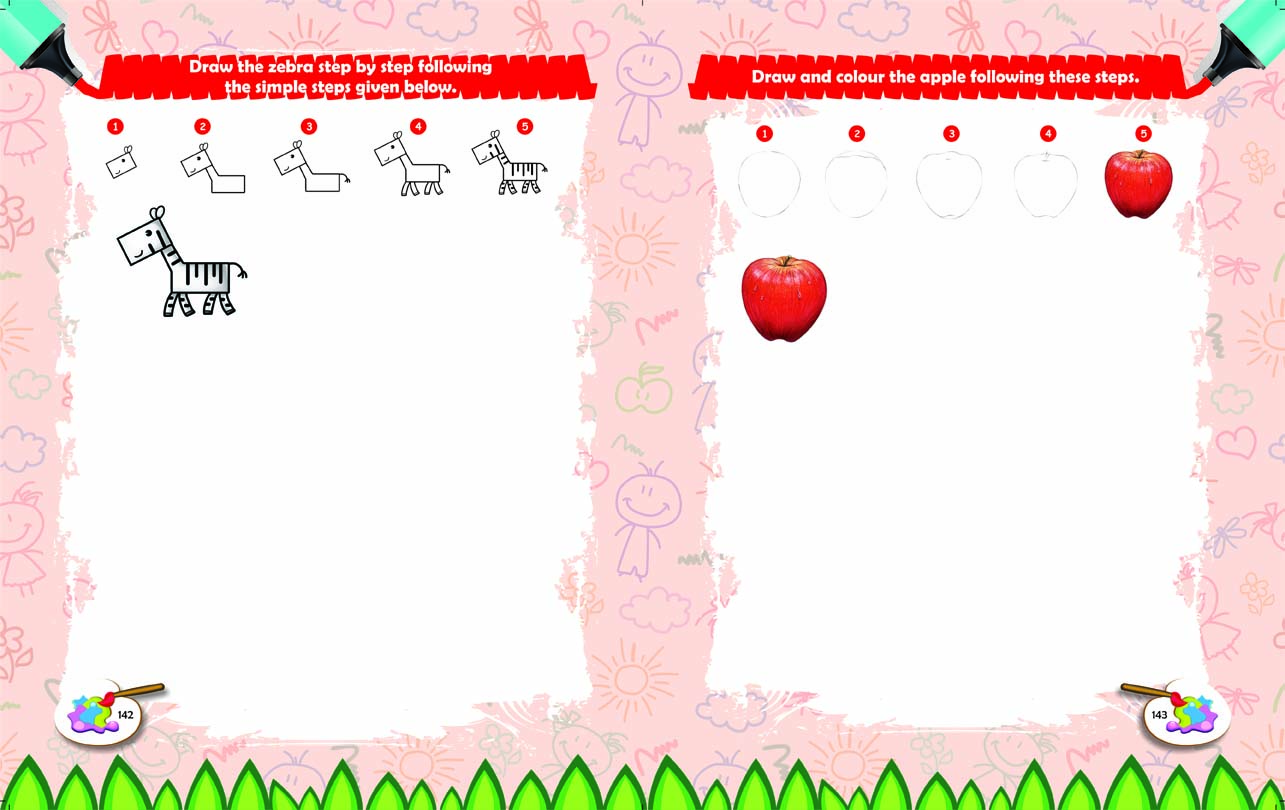 Draw the zebra step by step following
the simple steps given below.
1 2 3 4 5
142
Draw and colour the apple following these steps.
1 2 3 4 5
143